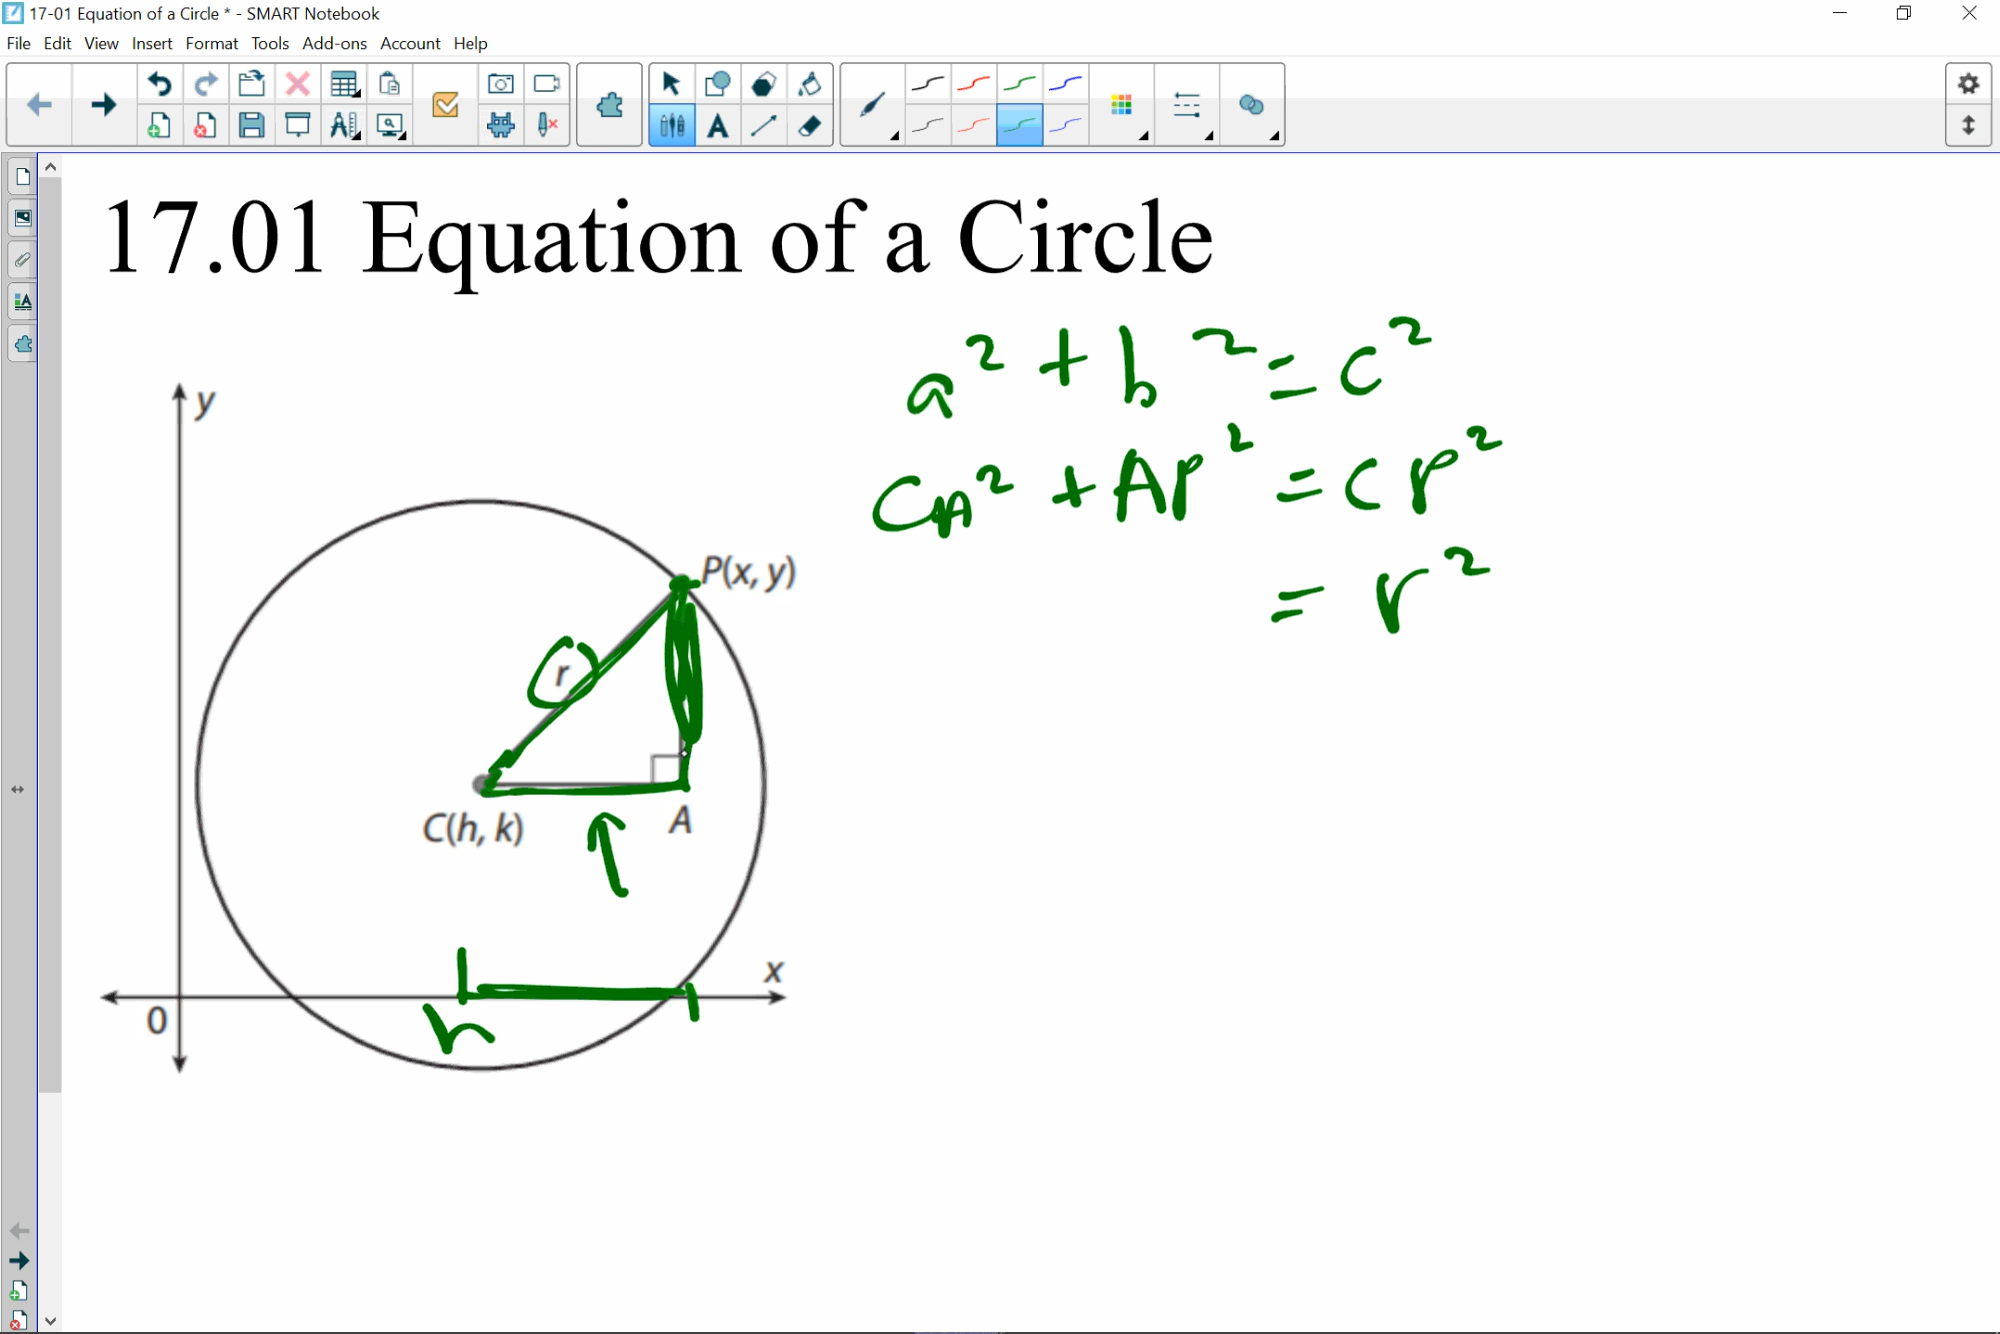 17-01 Equation of a Circle * - SMART Notebook
File Edit View Insert Format Tools Add-ons Account Help
17.01 Equation of a Circle
a² + b² = c²
y
CA² + AP² = CP²
P(x, y)
= r²
r
C(h, k)
A
x
0
h